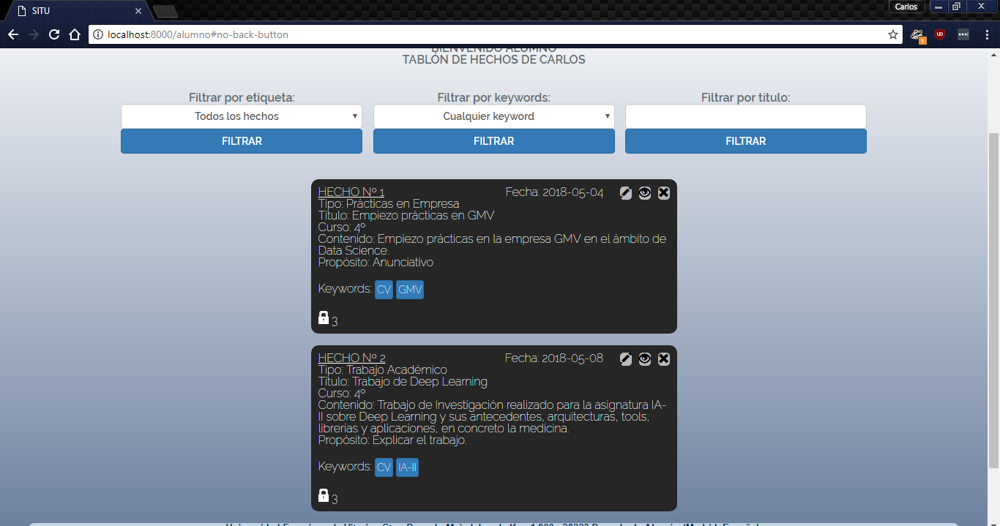 SITU
Carlos
localhost:8000/alumno#no-back-button
1
BIENVENIDO ALUMNO
TABLÓN DE HECHOS DE CARLOS
Filtrar por etiqueta:
Todos los hechos
FILTRAR
Filtrar por keywords:
Cualquier keyword
FILTRAR
Filtrar por título:
FILTRAR
HECHO Nº 1
Fecha: 2018-05-04
Tipo: Prácticas en Empresa
Título: Empiezo prácticas en GMV
Curso: 4º
Contenido: Empiezo prácticas en la empresa GMV en el ámbito de
Data Science.
Propósito: Anunciativo
Keywords: CV GMV
3
HECHO Nº 2
Fecha: 2018-05-08
Tipo: Trabajo Académico
Título: Trabajo de Deep Learning
Curso: 4º
Contenido: Trabajo de Investigación realizado para la asignatura IA-
II sobre Deep Learning y sus antecedentes, arquitecturas, tools,
librerías y aplicaciones, en concreto la medicina.
Propósito: Explicar el trabajo.
Keywords: CV IA-II
3